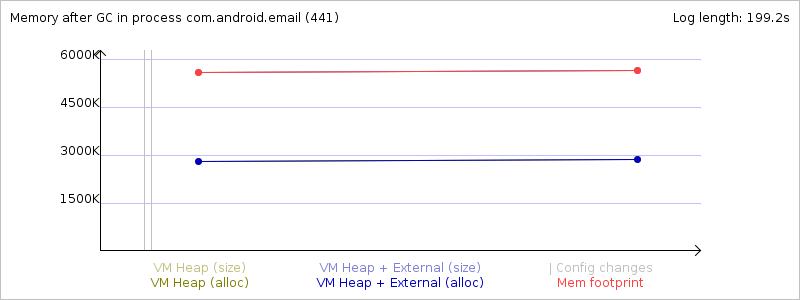 Memory after GC in process com.android.email (441)
Log length: 199.2s
6000K
4500K
3000K
1500K
VM Heap (size)
VM Heap + External (size)
| Config changes
VM Heap (alloc)
VM Heap + External (alloc)
Mem footprint